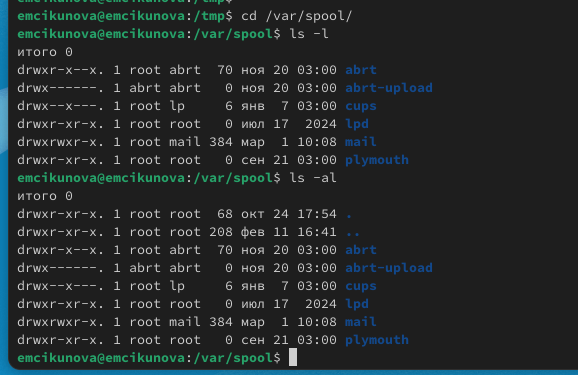 emcikunova@emcikunova:/tmp$ cd /var/spool/
emcikunova@emcikunova:/var/spool$ ls -l
итого 0
drwxr-x--x. 1 root abrt  70 ноя 20 03:00 abrt
drwx------. 1 abrt abrt   0 ноя 20 03:00 abrt-upload
drwx--x---. 1 root lp     6 янв  7 03:00 cups
drwxr-xr-x. 1 root root   0 июл 17  2024 lpd
drwxrwxr-x. 1 root mail 384 мар  1 10:08 mail
drwxr-xr-x. 1 root root   0 сен 21 03:00 plymouth
emcikunova@emcikunova:/var/spool$ ls -al
итого 0
drwxr-xr-x. 1 root root  68 окт 24 17:54 .
drwxr-xr-x. 1 root root 208 фев 11 16:41 ..
drwxr-x--x. 1 root abrt  70 ноя 20 03:00 abrt
drwx------. 1 abrt abrt   0 ноя 20 03:00 abrt-upload
drwx--x---. 1 root lp     6 янв  7 03:00 cups
drwxr-xr-x. 1 root root   0 июл 17  2024 lpd
drwxrwxr-x. 1 root mail 384 мар  1 10:08 mail
drwxr-xr-x. 1 root root   0 сен 21 03:00 plymouth
emcikunova@emcikunova:/var/spool$